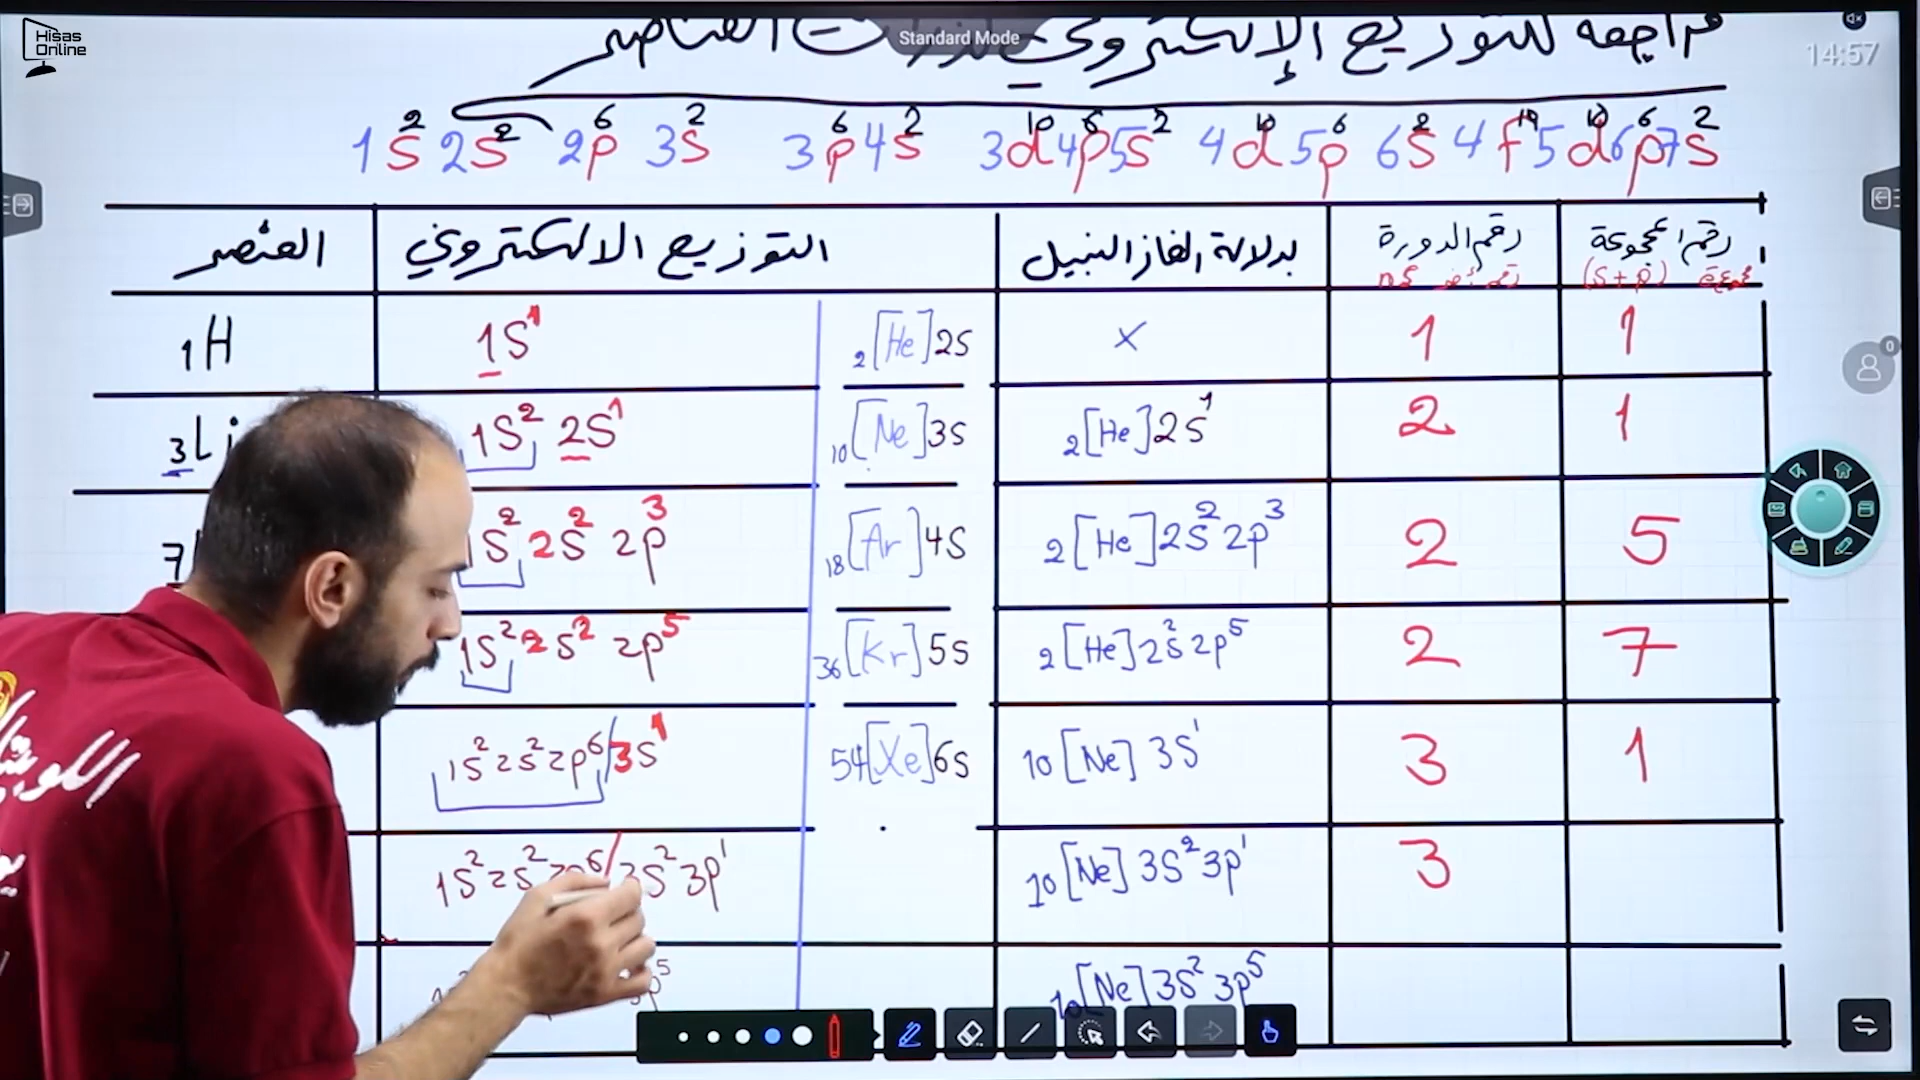 Hisas
Online
Standard Mode
14:57
مراجعة للتوزيع الإلكتروني لذرات العناصر
1s² 2s² 2p⁶ 3s² 3p⁶ 4s² 3d¹⁰ 4p⁶ 5s² 4d¹⁰ 5p⁶ 6s² 4f¹⁴ 5d¹⁰ 6p⁶ 7s²
العنصر
التوزيع الالكتروني
بدلالة الغاز النبيل
رقم الدورة
رقم المجموعة
(s+p)
₁H 1s¹ ₂[He]2s × 1 1
₃Li 1s² 2s¹ ₁₀[Ne]3s ₂[He]2s¹ 2 1
7 1s² 2s² 2p³ ₁₈[Ar]4s ₂[He]2s² 2p³ 2 5
1s² 2s² 2p⁵ ₃₆[Kr]5s ₂[He]2s² 2p⁵ 2 7
1s² 2s² 2p⁶/3s¹ ₅₄[Xe]6s ₁₀[Ne] 3s¹ 3 1
1s² 2s² 2p⁶/3s² 3p¹ ₁₀[Ne] 3s² 3p¹ 3
p⁵ ₁₀[Ne] 3s² 3p⁵
0